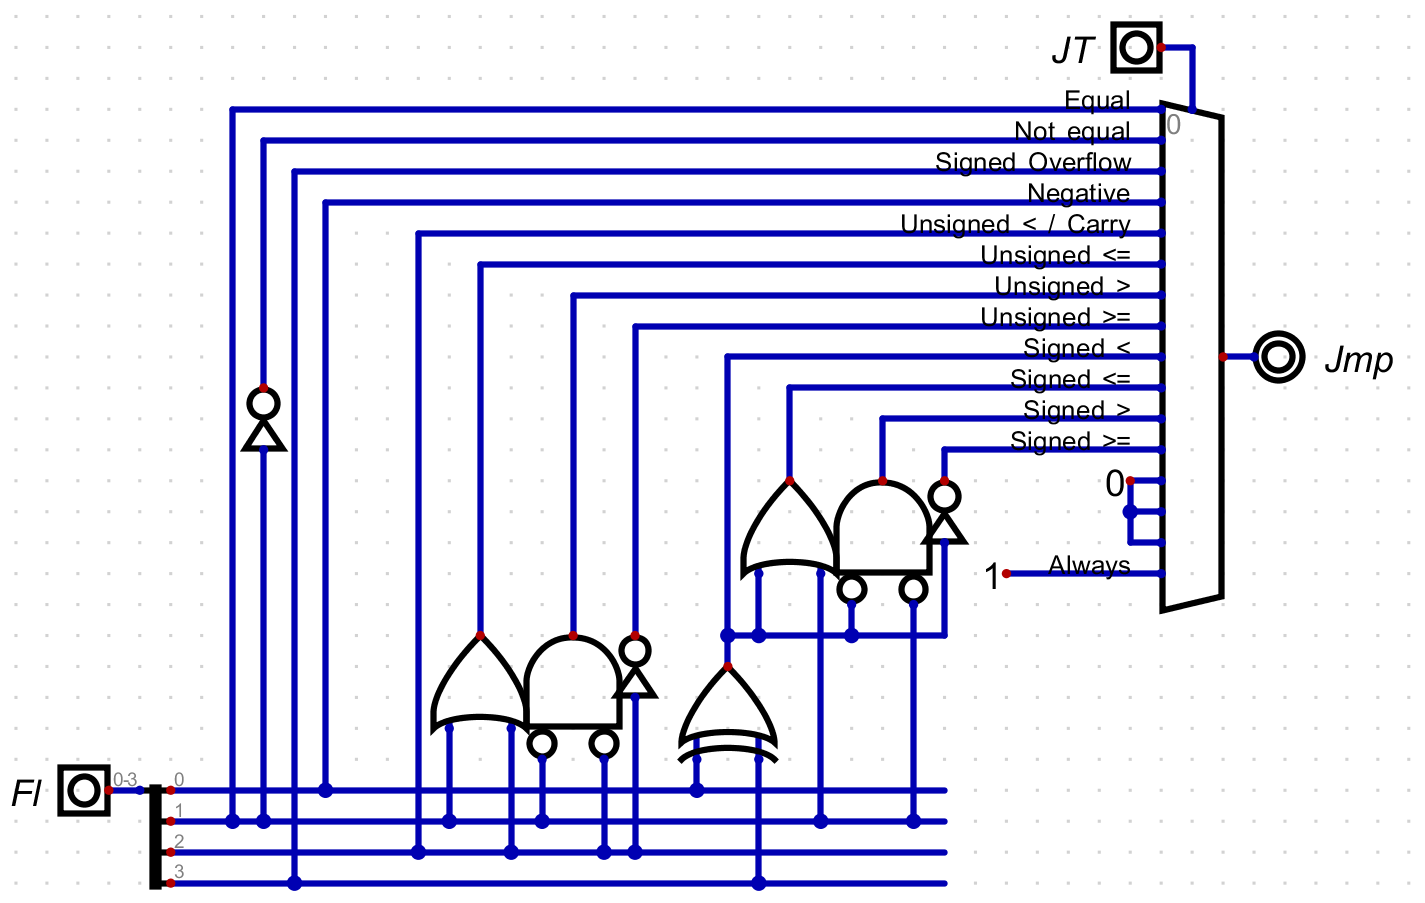 JT
Equal
0
Not equal
Signed Overflow
Negative
Unsigned < / Carry
Unsigned <=
Unsigned >
Unsigned >=
Signed <
Jmp
Signed <=
Signed >
Signed >=
0
Always
1
Fl
0-3
0
1
2
3